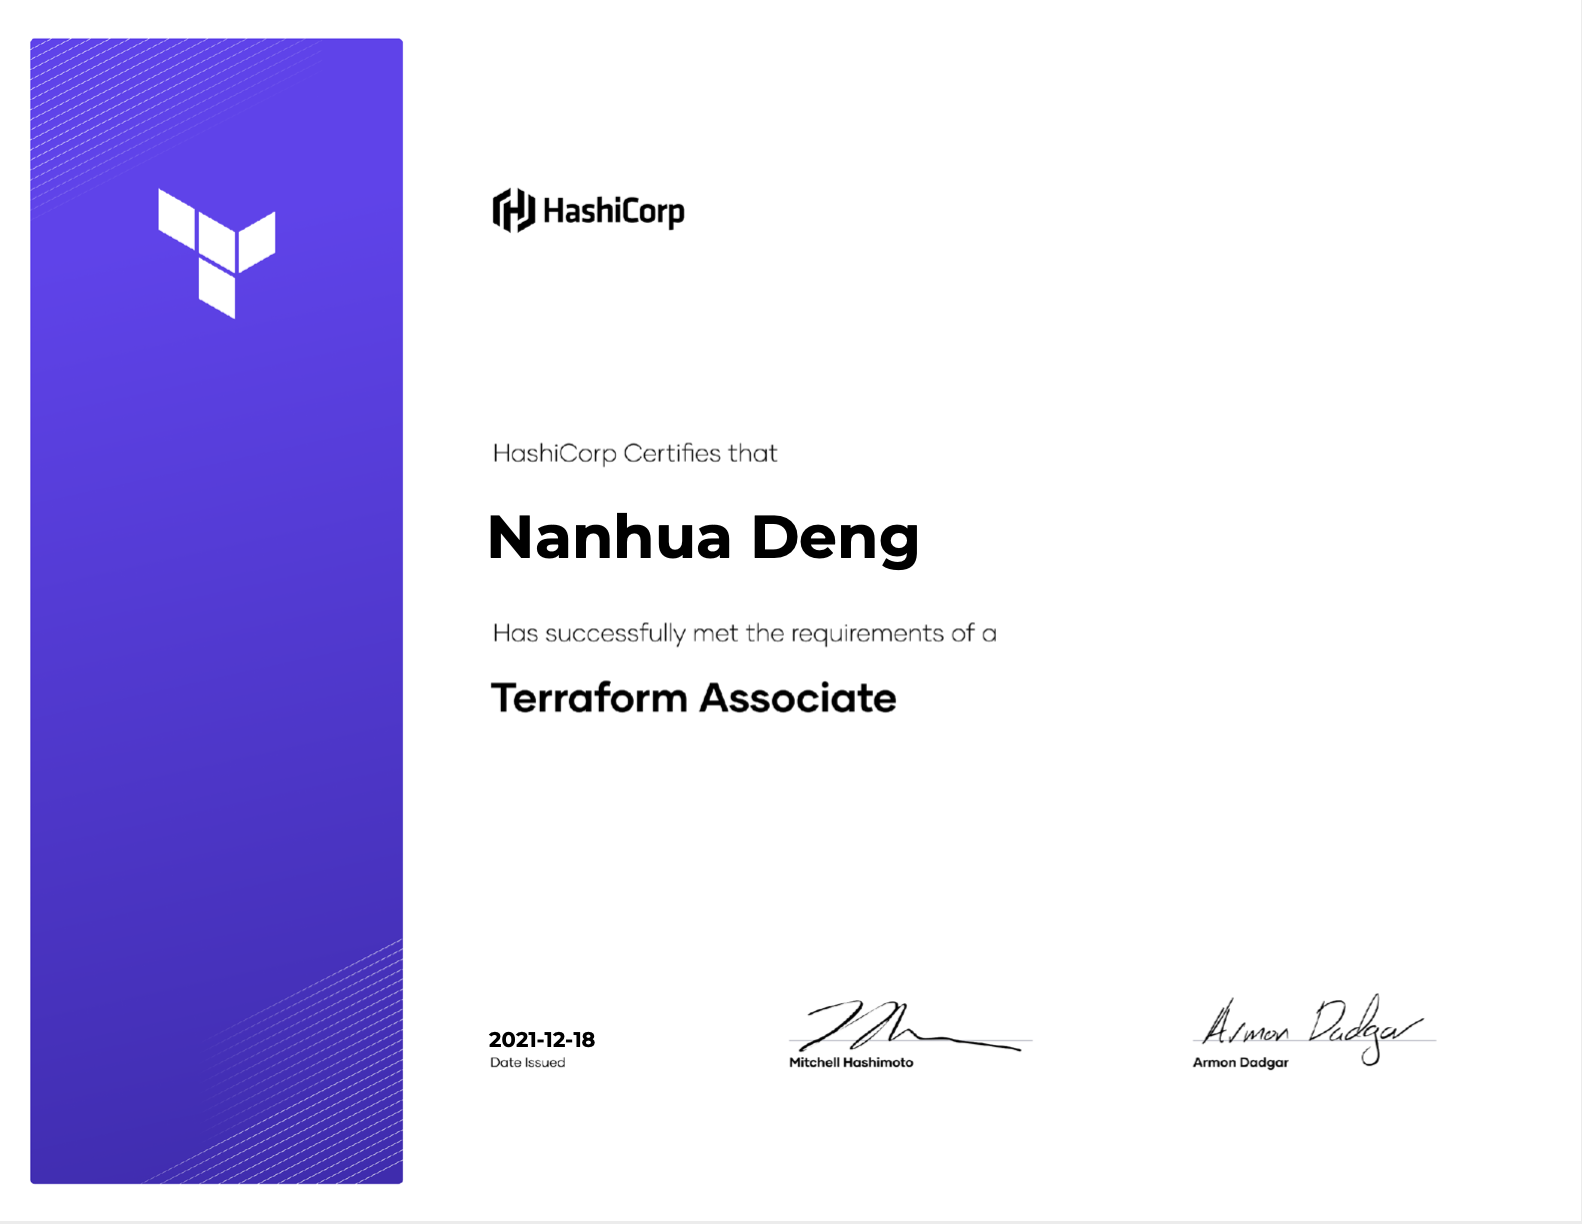 HashiCorp
HashiCorp Certifies that
Nanhua Deng
Has successfully met the requirements of a
Terraform Associate
2021-12-18
Date Issued
Mitchell Hashimoto
Armon Dadgar
Armon Dadgar